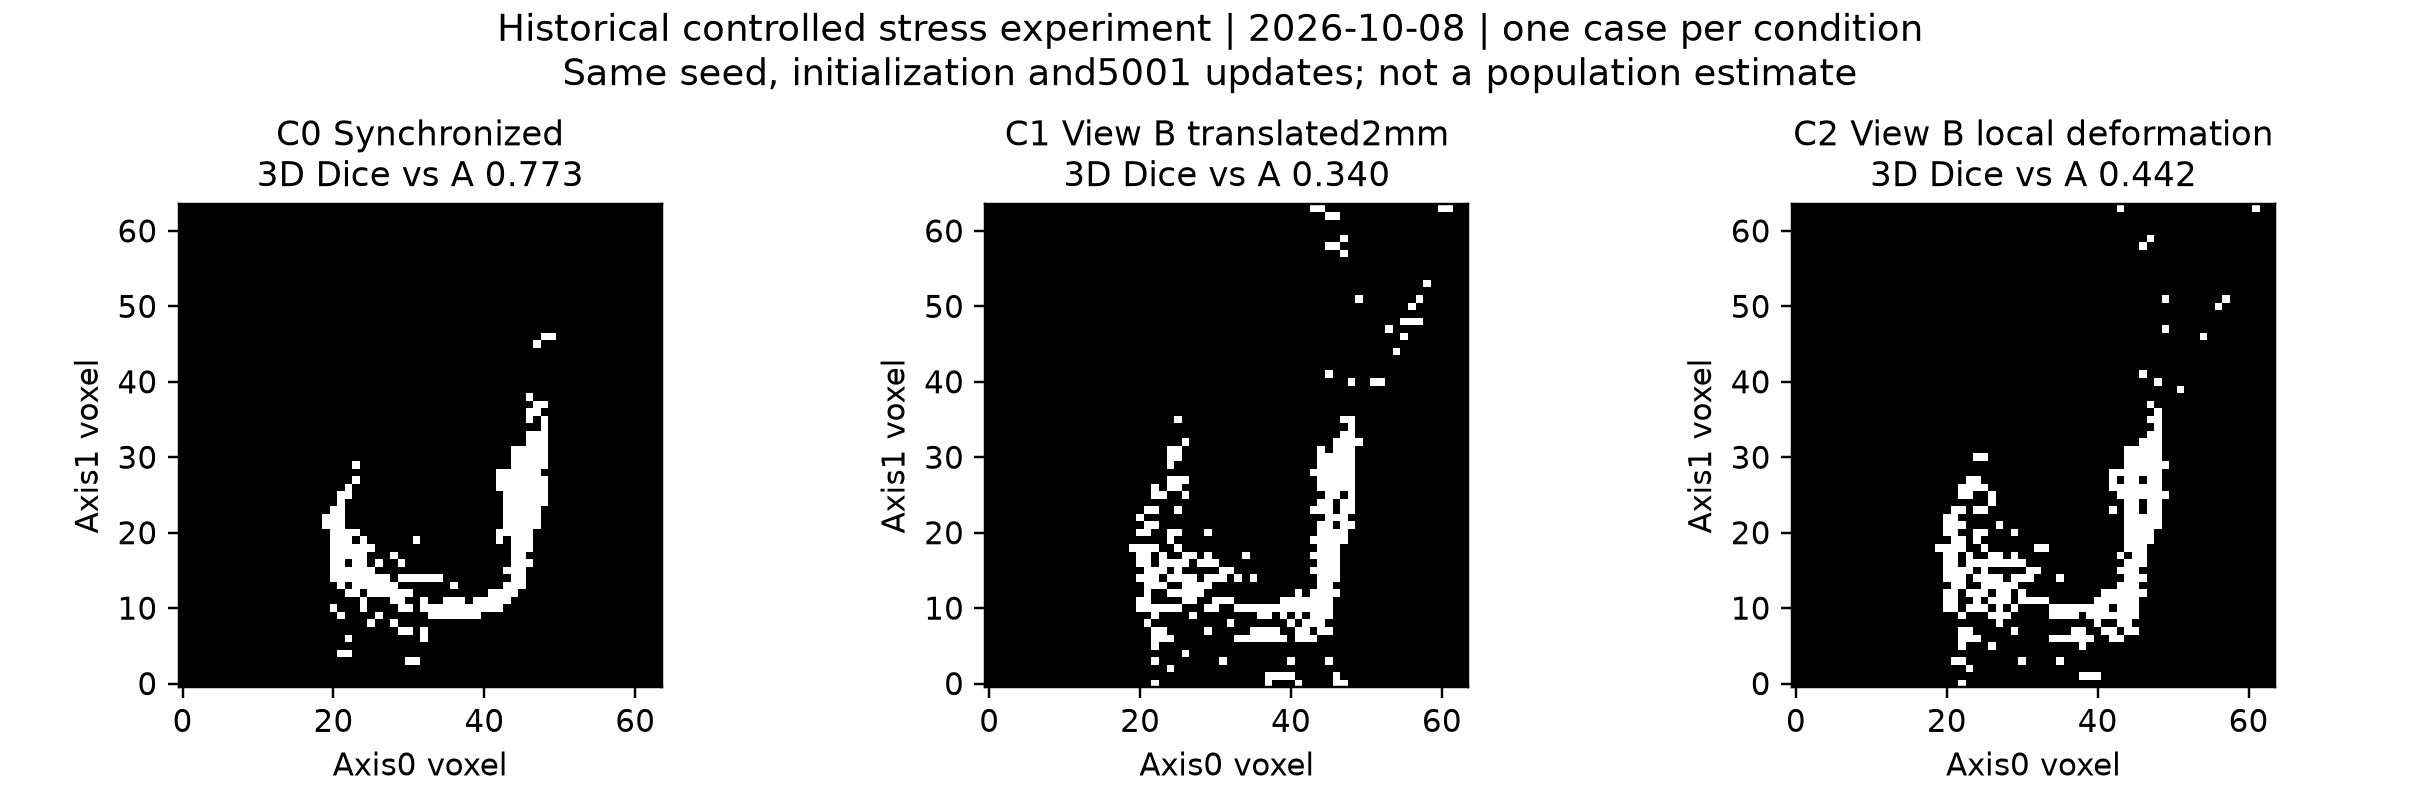 Historical controlled stress experiment | 2026-10-08 | one case per condition
Same seed, initialization and5001 updates; not a population estimate
C0 Synchronized
3D Dice vs A 0.773
60
50
40
30
20
10
0
Axis1 voxel
0 20 40 60
Axis0 voxel
C1 View B translated2mm
3D Dice vs A 0.340
60
50
40
30
20
10
0
Axis1 voxel
0 20 40 60
Axis0 voxel
C2 View B local deformation
3D Dice vs A 0.442
60
50
40
30
20
10
0
Axis1 voxel
0 20 40 60
Axis0 voxel